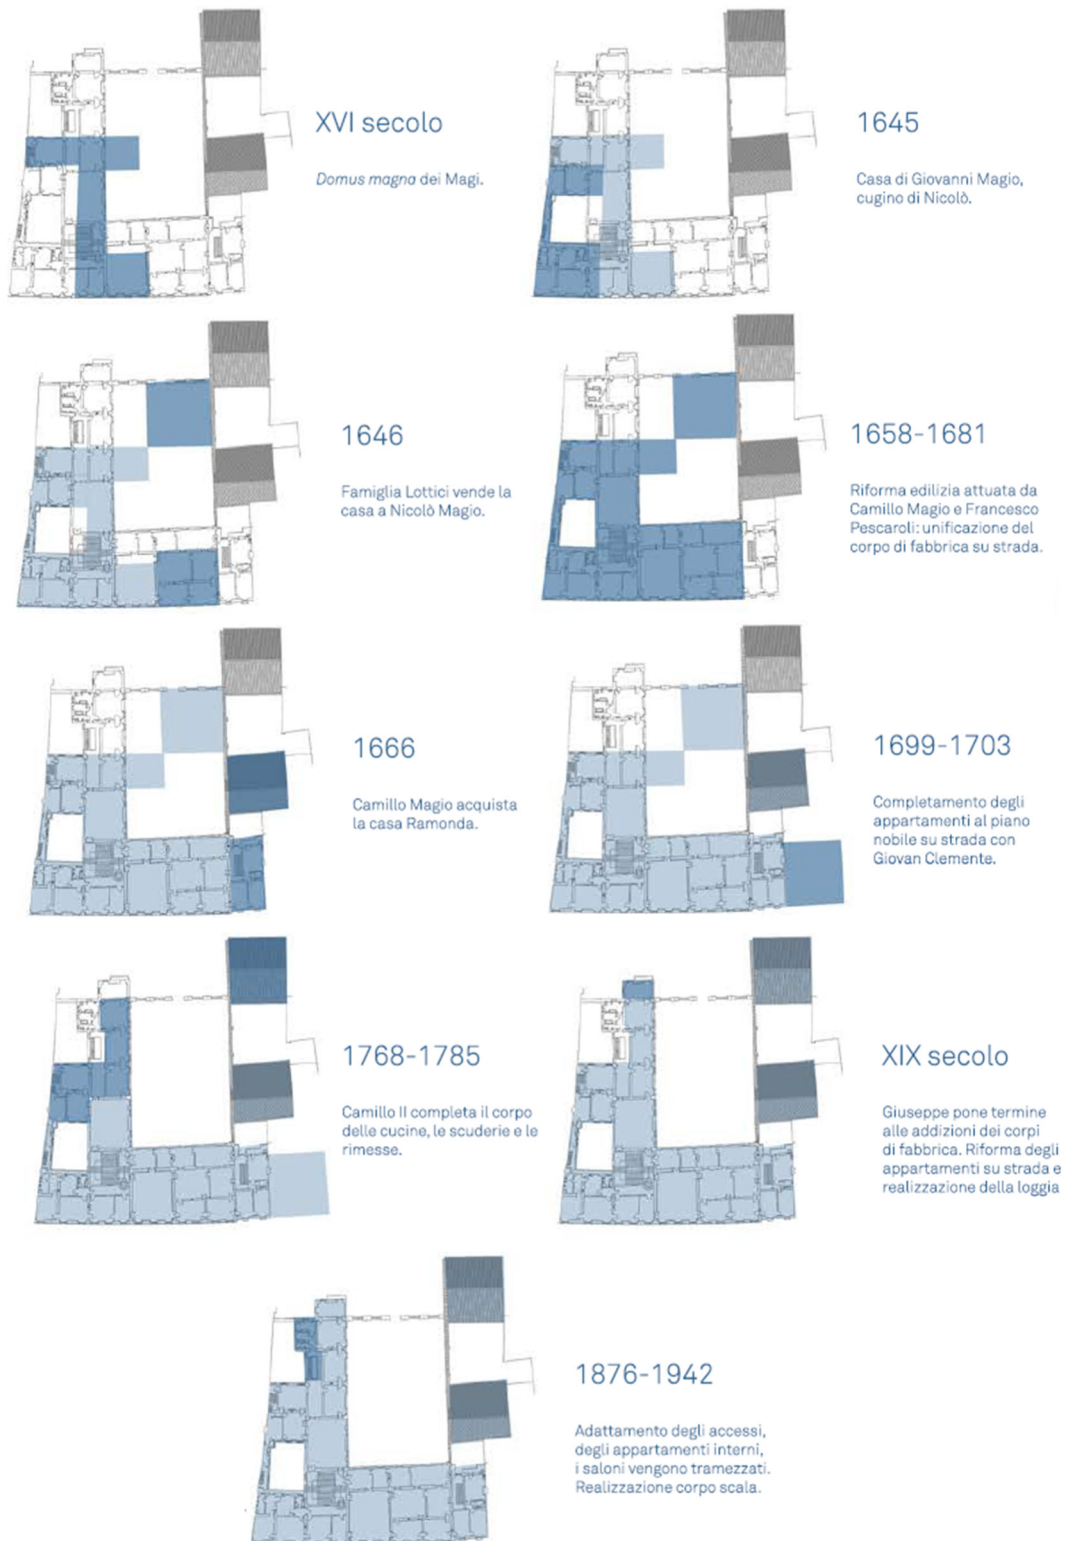 XVI secolo
Domus magna dei Magi.
1645
Casa di Giovanni Magio,
cugino di Nicolò.
1646
Famiglia Lottici vende la
casa a Nicolò Magio.
1658-1681
Riforma edilizia attuata da
Camillo Magio e Francesco
Pescaroli: unificazione del
corpo di fabbrica su strada.
1666
Camillo Magio acquista
la casa Ramonda.
1699-1703
Completamento degli
appartamenti al piano
nobile su strada con
Giovan Clemente.
1768-1785
Camillo II completa il corpo
delle cucine, le scuderie e le
rimesse.
XIX secolo
Giuseppe pone termine
alle addizioni dei corpi
di fabbrica. Riforma degli
appartamenti su strada e
realizzazione della loggia
1876-1942
Adattamento degli accessi,
degli appartamenti interni,
i saloni vengono tramezzati.
Realizzazione corpo scala.